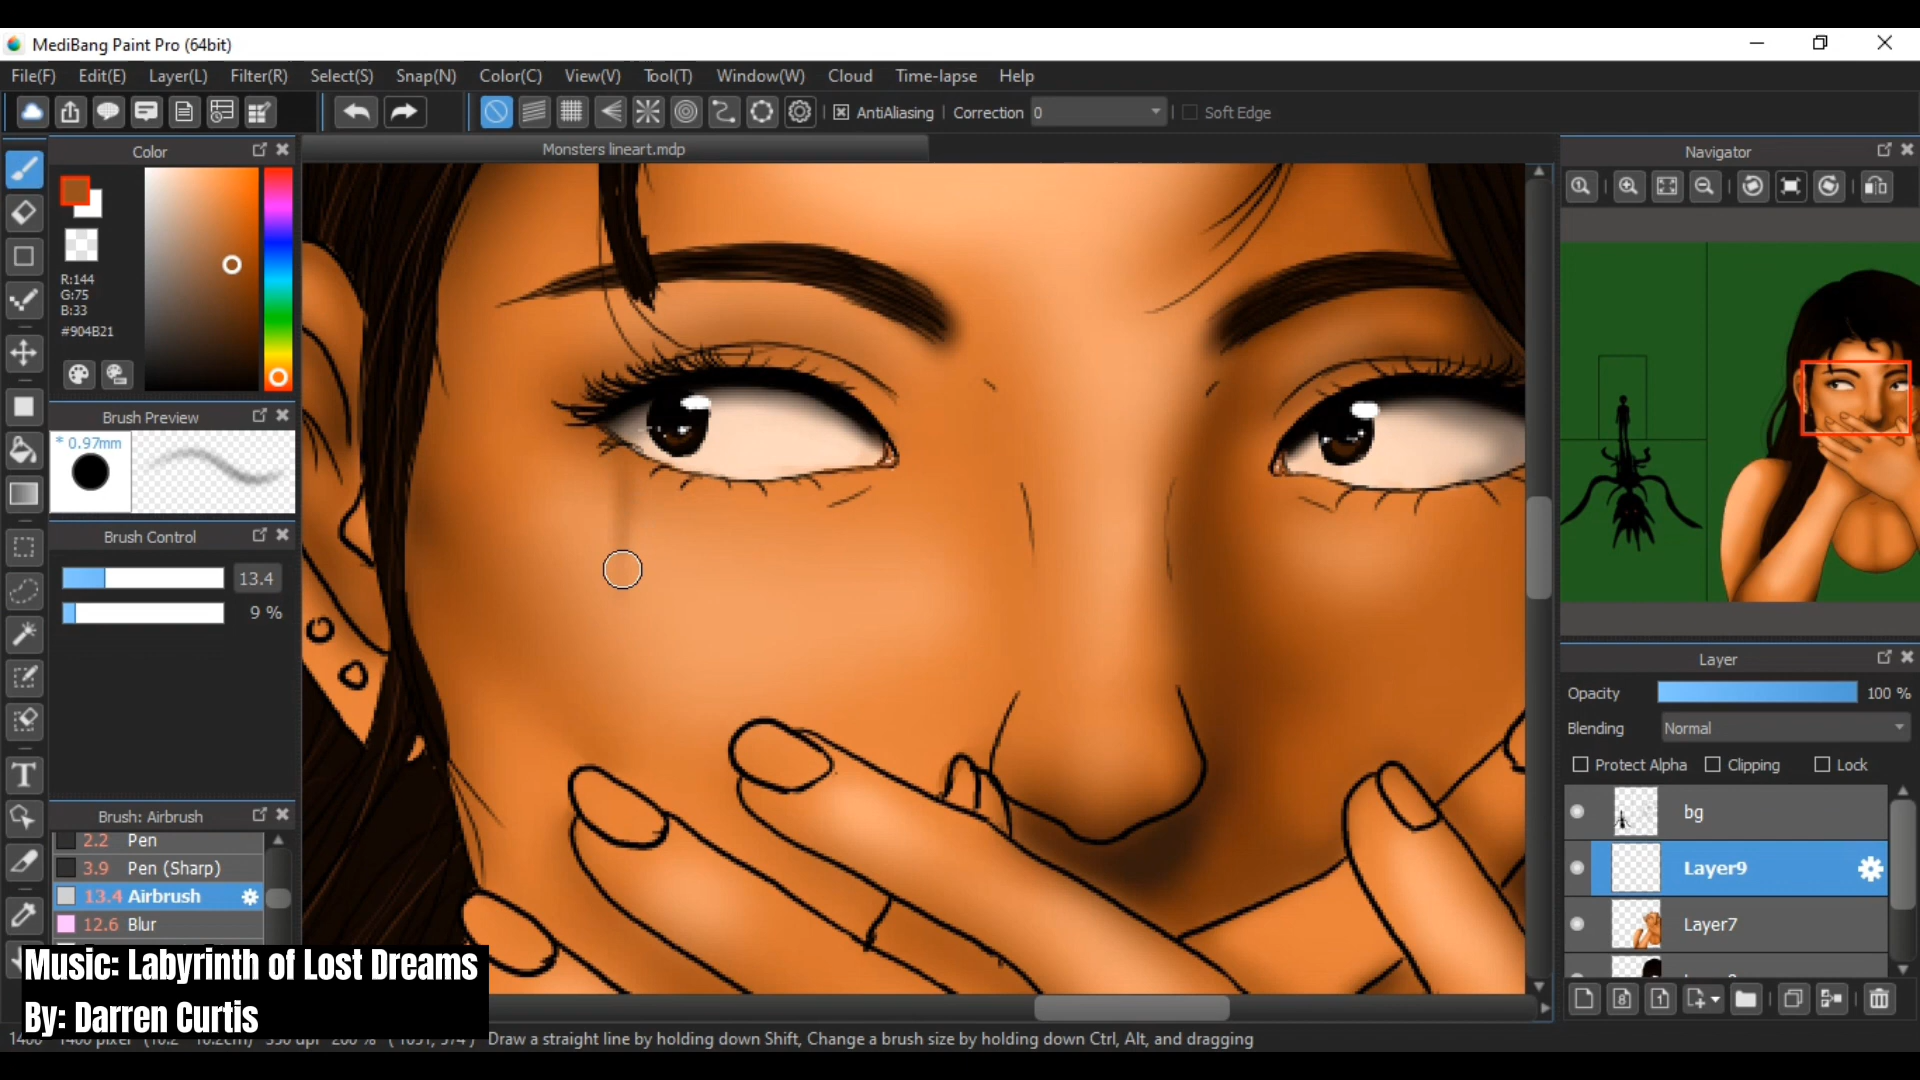 MediBang Paint Pro (64bit)
File(F) Edit(E) Layer(L) Filter(R) Select(S) Snap(N) Color(C) View(V) Tool(T) Window(W) Cloud Time-lapse Help
AntiAliasing Correction 0 Soft Edge
Color
Monsters lineart.mdp
Navigator
R:144
G:75
B:33
#904B21
Brush Preview
* 0.97mm
Brush Control
13.4
9 %
Layer
Opacity 100 %
Blending Normal
Protect Alpha Clipping Lock
bg
Layer9
Layer7
Brush: Airbrush
2.2 Pen
3.9 Pen (Sharp)
13.4 Airbrush
12.6 Blur
Music: Labyrinth of Lost Dreams
By: Darren Curtis
Draw a straight line by holding down Shift, Change a brush size by holding down Ctrl, Alt, and dragging